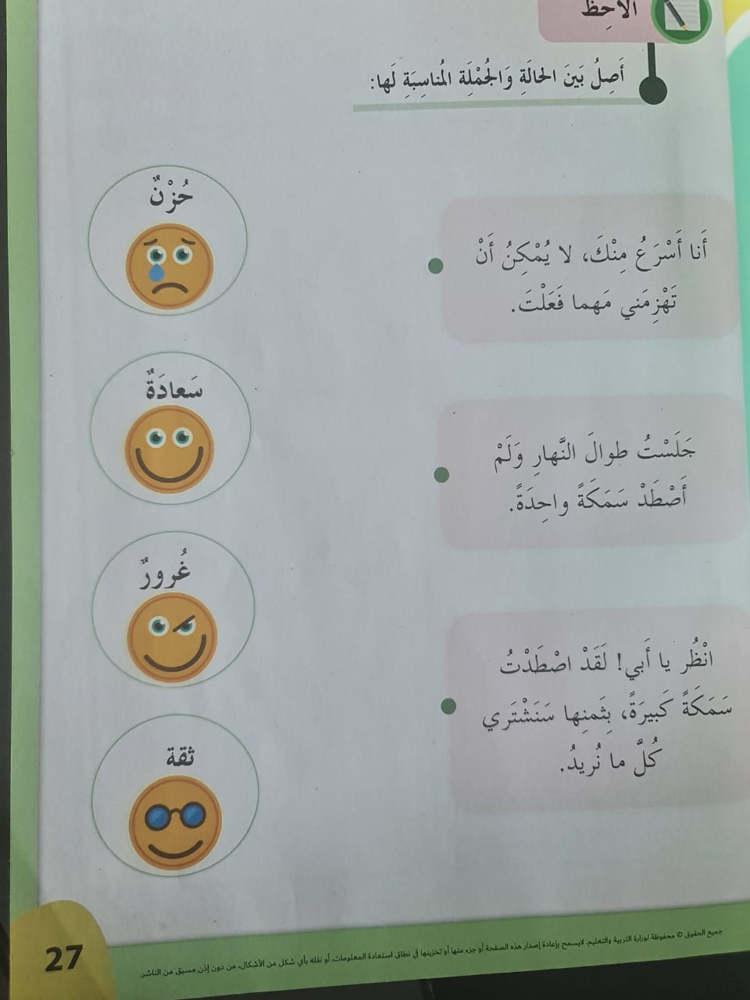 أُلاحِظُ
أَصِلُ بَيْنَ الحالَةِ وَالجُمْلَة المُناسِبَةِ لَها:
أَنا أَسْرَعُ مِنْكَ، لا يُمْكِنُ أَنْ
تَهْزِمَني مَهما فَعَلْتَ.
جَلَسْتُ طوالَ النَّهارِ وَلَمْ
أَصْطَدْ سَمَكَةً واحِدَةً.
انْظُر يا أَبي! لَقَدْ اصْطَدْتُ
سَمَكَةً كَبيرَةً، بِثَمنِها سَنَشْتَري
كُلَّ ما نُريدُ.
حُزْنٌ
سَعادَةٌ
غُرورٌ
ثقة
جميع الحقوق © محفوظة لوزارة التربية والتعليم. لايسمح بإعادة إصدار هذه الصفحة أو جزء منها أو تخزينها في نطاق استعادة المعلومات، أو نقله بأي شكل من الأشكال، من دون إذن مسبق من الناشر.
27